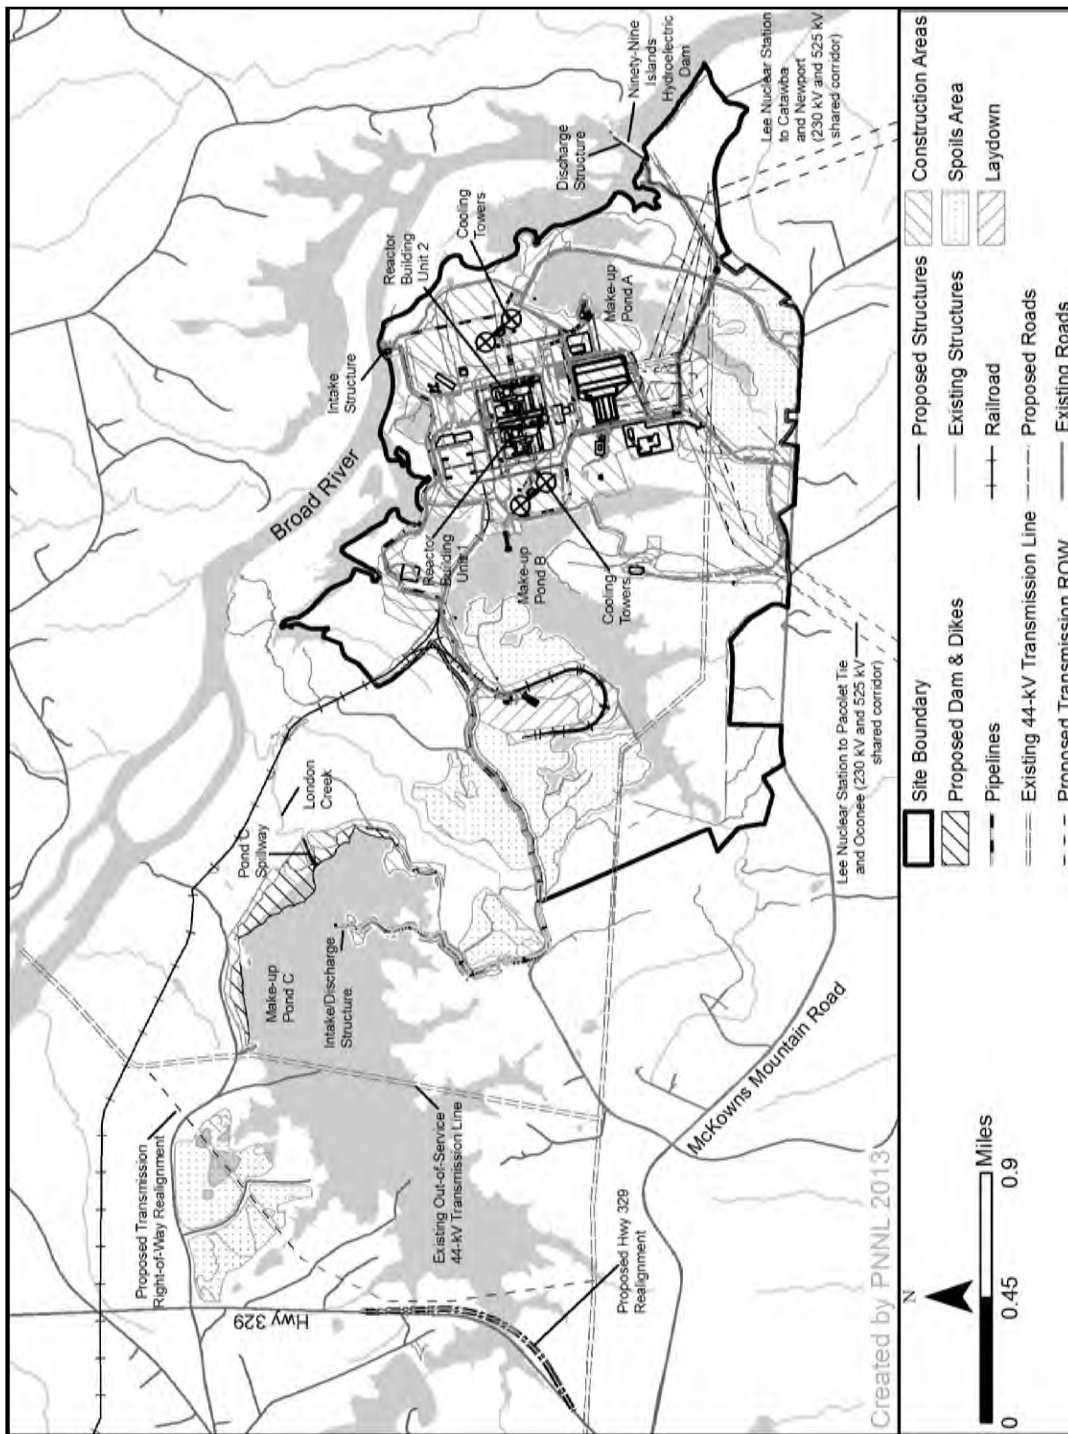 Broad River
Intake
Structure
Reactor
Building
Unit 2
Cooling
Towers
Discharge
Structure
Ninety-Nine
Islands
Hydroelectric
Dam
Lee Nuclear Station
to Catawba
and Newport
(230 kV and 525 kV
shared corridor)
Make-up
Pond A
Reactor
Building
Unit 1
Make-up
Pond B
Cooling
Towers
London
Creek
Pond C
Spillway
Make-up
Pond C
Intake/Discharge
Structure
Proposed Transmission
Right-of-Way Realignment
Existing Out-of-Service
44-kV Transmission Line
Hwy 329
Proposed Hwy 329
Realignment
McKowns Mountain Road
Lee Nuclear Station to Pacolet Tie
and Oconee (230 kV and 525 kV
shared corridor)
Created by PNNL 2013
N
0 0.45 0.9
Miles
Site Boundary
Proposed Dam & Dikes
Pipelines
Existing 44-kV Transmission Line
Proposed Transmission ROW
Proposed Structures
Existing Structures
Railroad
Proposed Roads
Existing Roads
Construction Areas
Spoils Area
Laydown